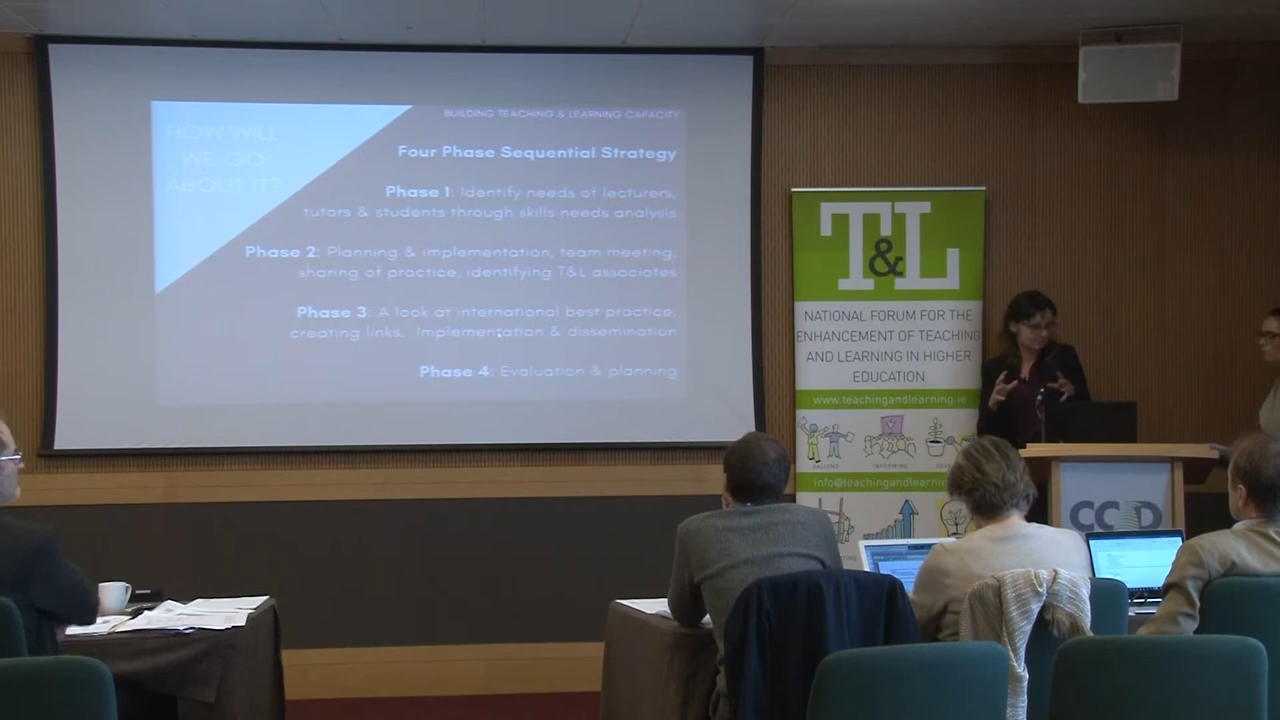 HOW WILL
WE GO
ABOUT IT?
BUILDING TEACHING & LEARNING CAPACITY
Four Phase Sequential Strategy
Phase 1: Identify needs of lecturers,
tutors & students through skills needs analysis
Phase 2: Planning & implementation, team meeting,
sharing of practice, identifying T&L associates
Phase 3: A look at international best practice,
creating links. Implementation & dissemination
Phase 4: Evaluation & planning
T&L
NATIONAL FORUM FOR THE
ENHANCEMENT OF TEACHING
AND LEARNING IN HIGHER
EDUCATION
www.teachingandlearning.ie
VALUING INFORMING
info@teachingandlearni
CCD